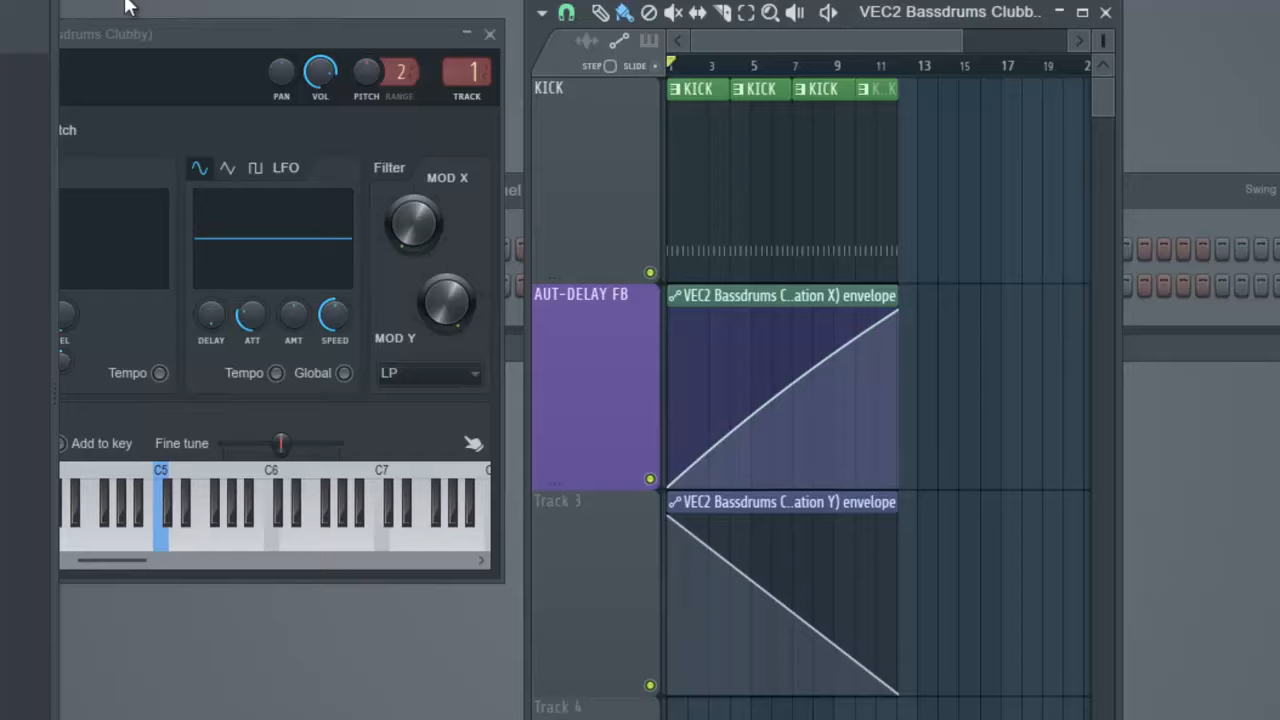 VEC2 Bassdrums Clubb..
sdrums Clubby)
PAN
VOL
PITCH
RANGE
2
1
TRACK
tch
LFO
Filter
MOD X
MOD Y
DELAY
ATT
AMT
SPEED
EL
Tempo
Tempo
Global
LP
Add to key
Fine tune
C5
C6
C7
C
STEP
SLIDE
3
5
7
9
11
13
15
17
19
2
KICK
KICK
KICK
KICK
K..K
AUT-DELAY FB
VEC2 Bassdrums C..ation X) envelope
Track 3
VEC2 Bassdrums C..ation Y) envelope
Track 4
nel
Swing